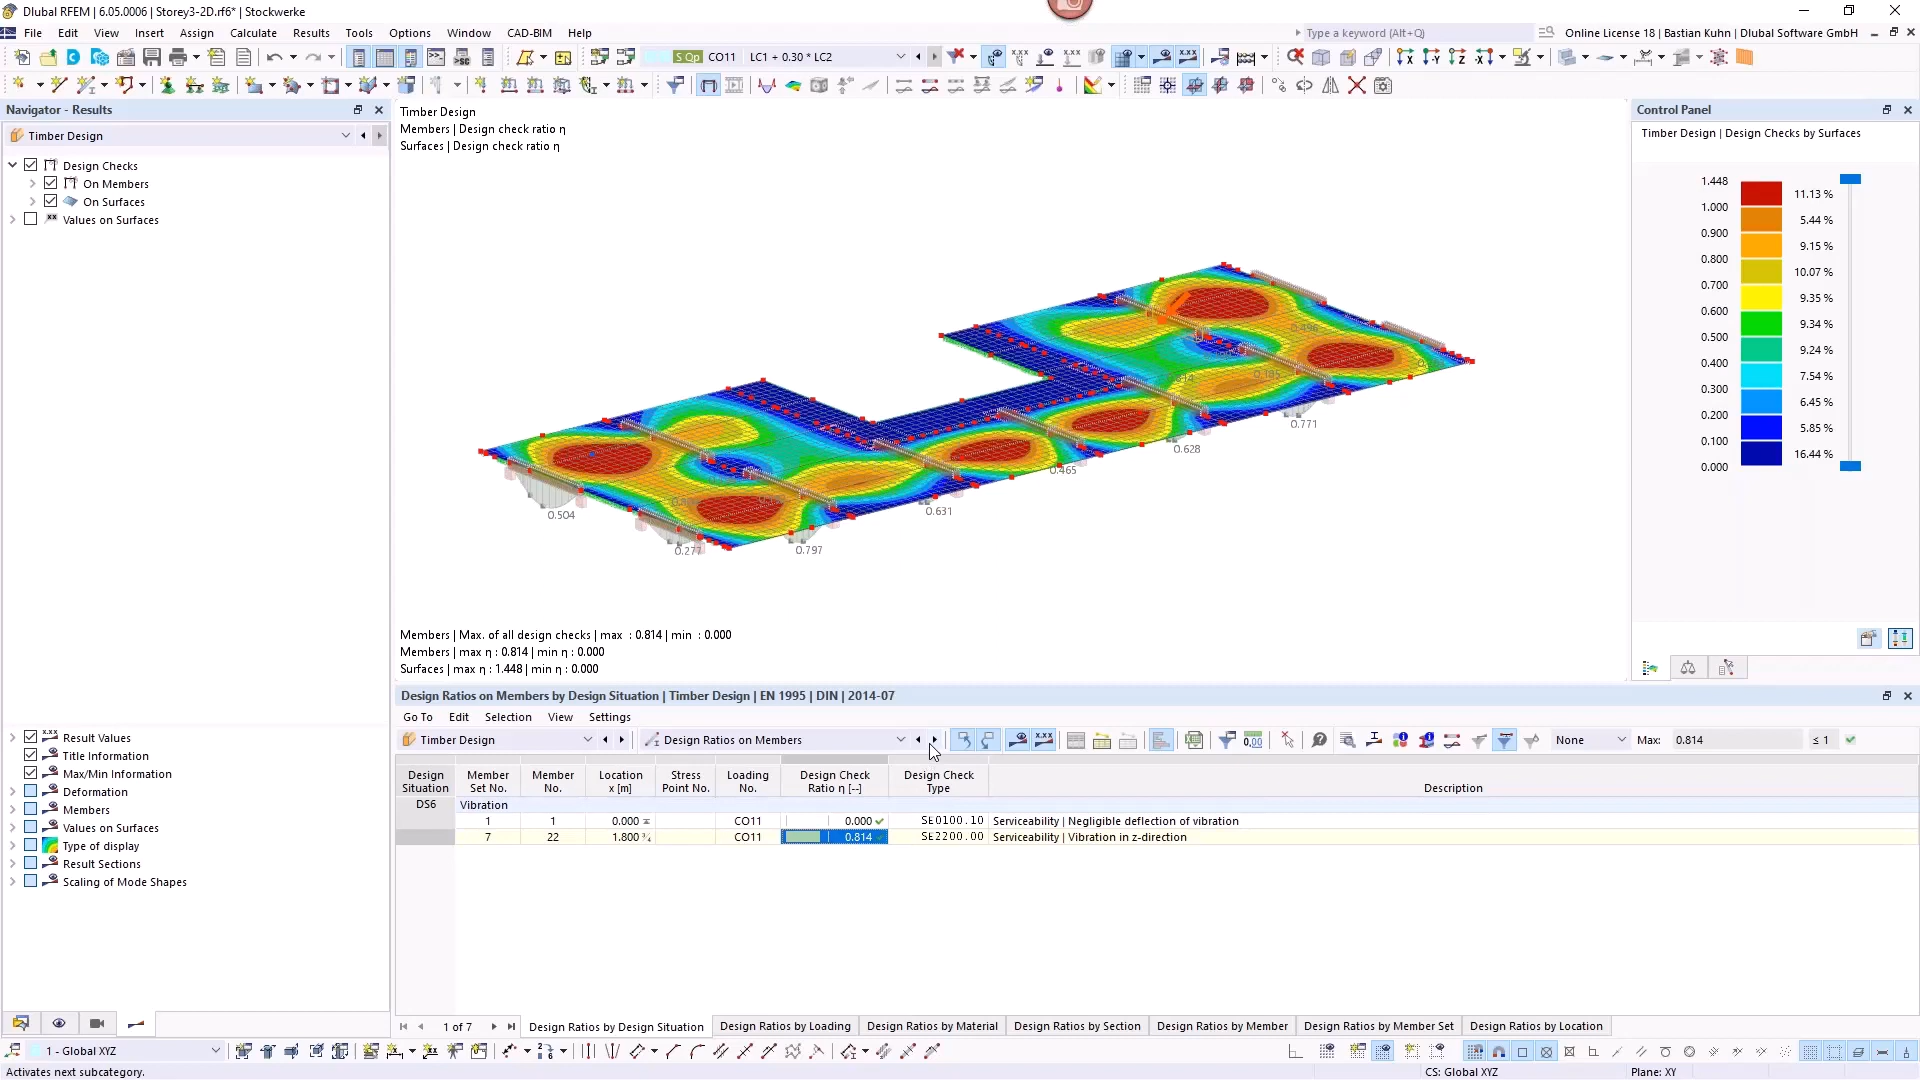 Dlubal RFEM | 6.05.0006 | Storey3-2D.rf6* | Stockwerke
File Edit View Insert Assign Calculate Results Tools Options Window CAD-BIM Help
Type a keyword (Alt+Q)
Online License 18 | Bastian Kuhn | Dlubal Software GmbH
S Qp CO11 LC1 + 0.30 * LC2
Navigator - Results
Timber Design
Design Checks
On Members
On Surfaces
Values on Surfaces
Result Values
Title Information
Max/Min Information
Deformation
Members
Values on Surfaces
Type of display
Result Sections
Scaling of Mode Shapes
Timber Design
Members | Design check ratio η
Surfaces | Design check ratio η
0.496
0.195
0.771
0.628
0.465
0.631
0.504
0.277
0.797
Members | Max. of all design checks | max : 0.814 | min : 0.000
Members | max η : 0.814 | min η : 0.000
Surfaces | max η : 1.448 | min η : 0.000
Control Panel
Timber Design | Design Checks by Surfaces
1.448
11.13 %
1.000
5.44 %
0.900
9.15 %
0.800
10.07 %
0.700
9.35 %
0.600
9.34 %
0.500
9.24 %
0.400
7.54 %
0.300
6.45 %
0.200
5.85 %
0.100
16.44 %
0.000
Design Ratios on Members by Design Situation | Timber Design | EN 1995 | DIN | 2014-07
Go To Edit Selection View Settings
Timber Design Design Ratios on Members None Max: 0.814 ≤ 1
Design Situation Member Set No. Member No. Location x [m] Stress Point No. Loading No. Design Check Ratio η [--] Design Check Type Description
DS6 Vibration
1 1 0.000 CO11 0.000 SE0100.10 Serviceability | Negligible deflection of vibration
7 22 1.800 CO11 0.814 SE2200.00 Serviceability | Vibration in z-direction
1 of 7 Design Ratios by Design Situation Design Ratios by Loading Design Ratios by Material Design Ratios by Section Design Ratios by Member Design Ratios by Member Set Design Ratios by Location
1 - Global XYZ
Activates next subcategory.
CS: Global XYZ
Plane: XY